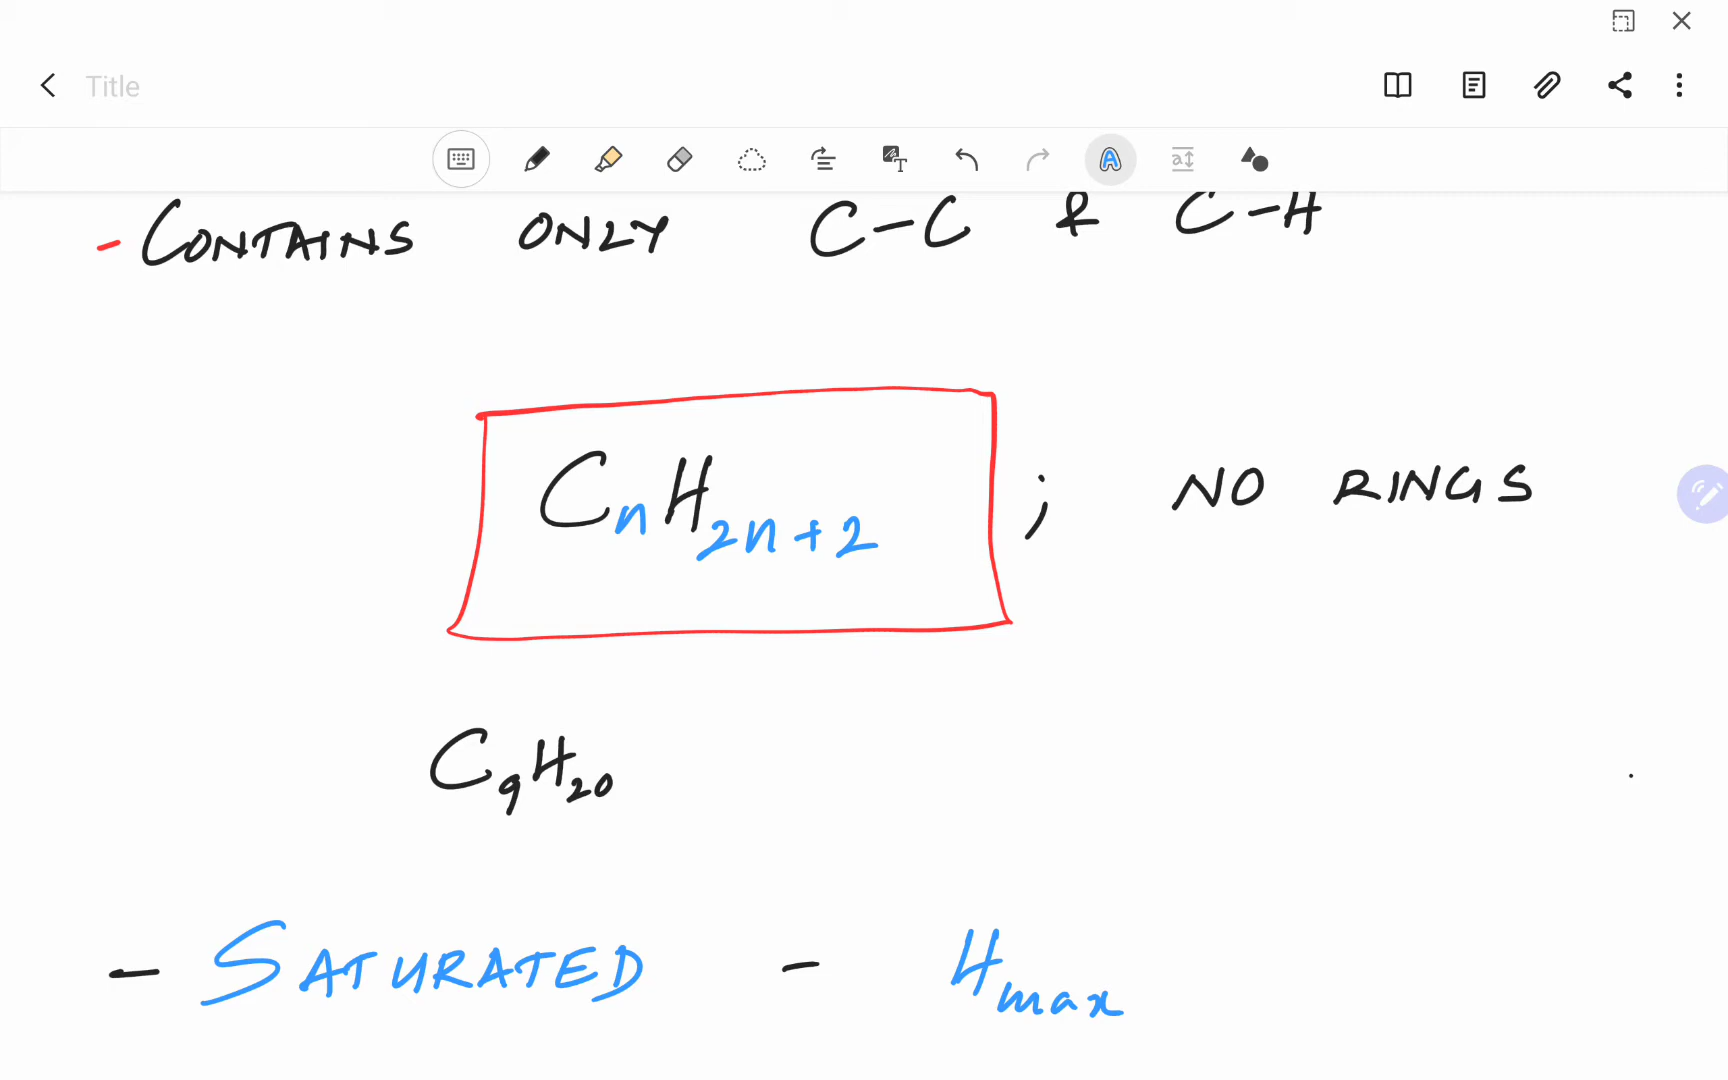 Title
- CONTAINS ONLY C-C & C-H
CnH2n+2 ; NO RINGS
C9H20
- SATURATED - Hmax